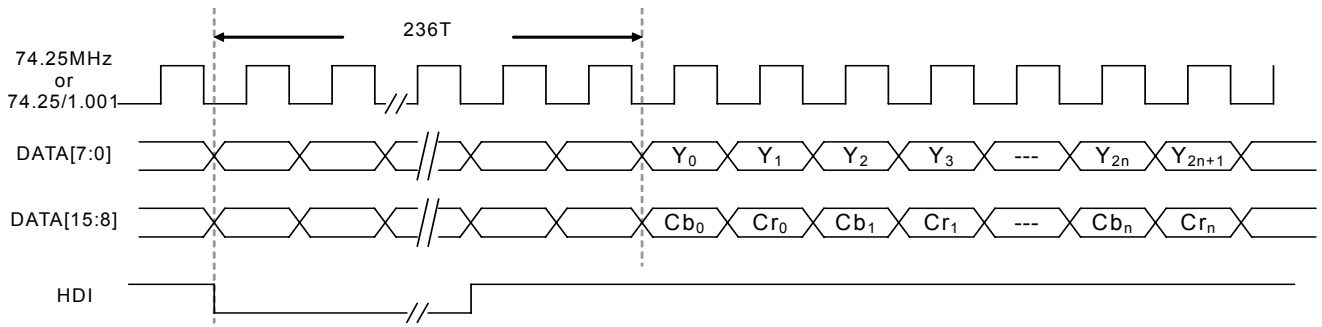 236T
74.25MHz
or
74.25/1.001
DATA[7:0] Y₀ Y₁ Y₂ Y₃ --- Y₂ₙ Y₂ₙ₊₁
DATA[15:8] Cb₀ Cr₀ Cb₁ Cr₁ --- Cbₙ Crₙ
HDI